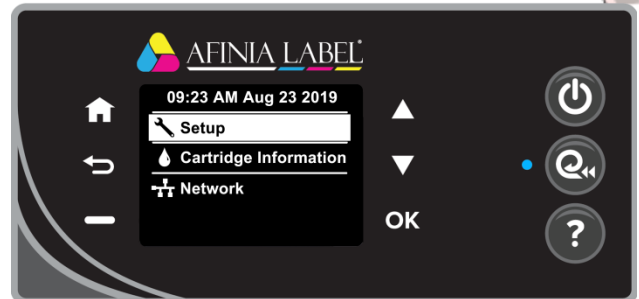 AFINIA LABEL
09:23 AM Aug 23 2019
Setup
Cartridge Information
Network
OK
?